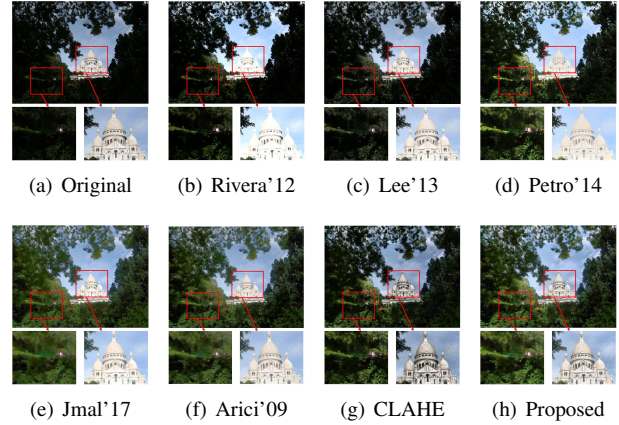 (a) Original
(b) Rivera'12
(c) Lee'13
(d) Petro'14
(e) Jmal'17
(f) Arici'09
(g) CLAHE
(h) Proposed